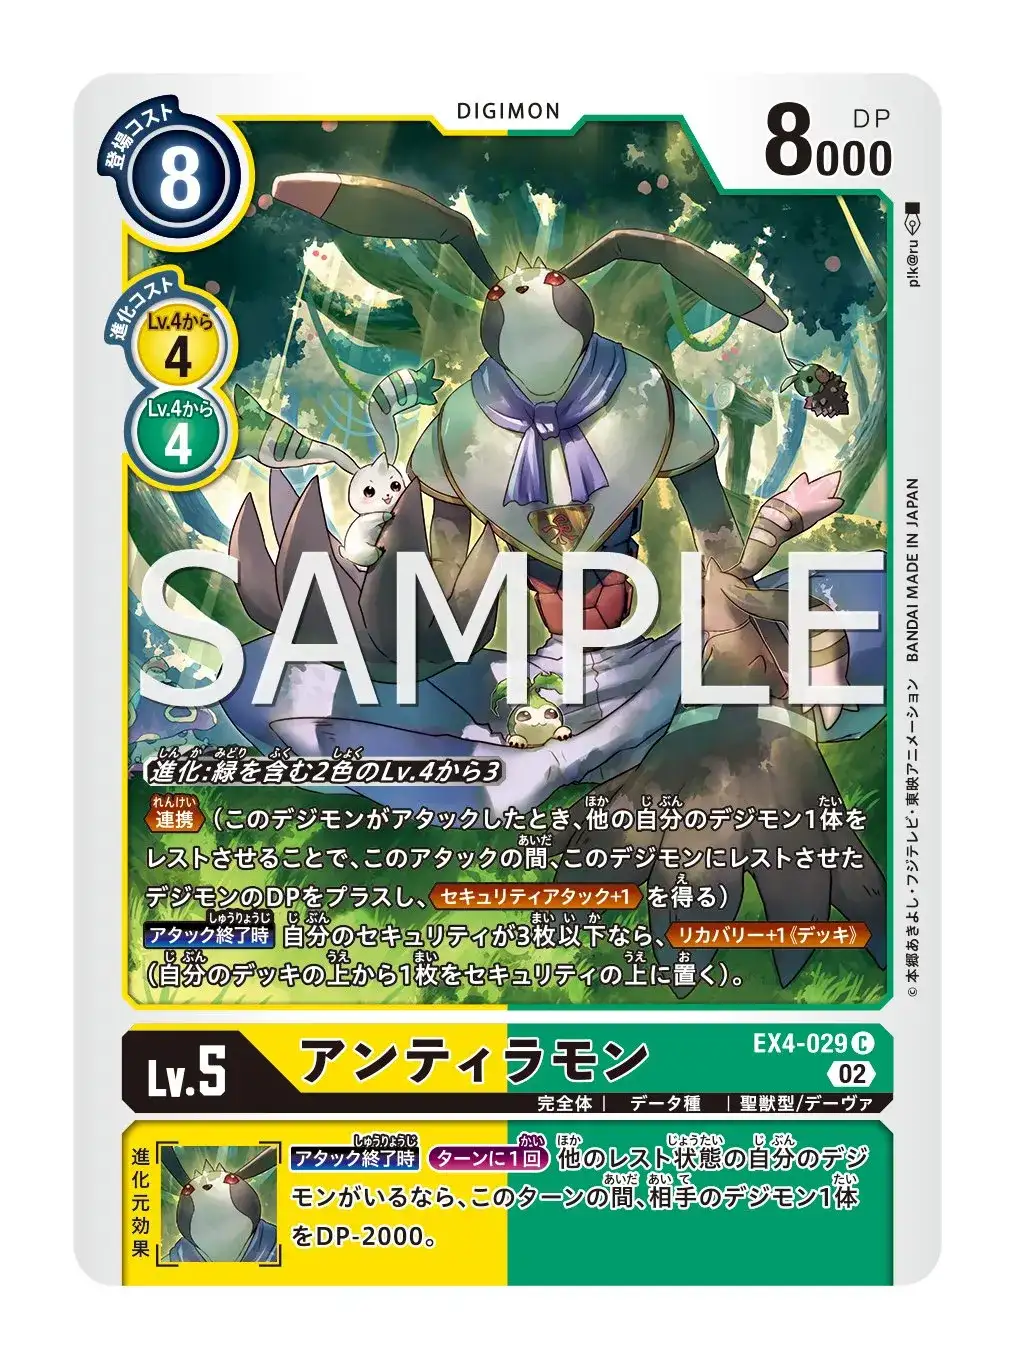 DIGIMON
登場コスト
8
DP
8000
進化コスト
Lv.4から
4
Lv.4から
4
p!k@ru
SAMPLE
進化:緑を含む2色のLv.4から3
連携 (このデジモンがアタックしたとき、他の自分のデジモン1体を
レストさせることで、このアタックの間、このデジモンにレストさせた
デジモンのDPをプラスし、セキュリティアタック+1 を得る)
アタック終了時 自分のセキュリティが3枚以下なら、リカバリー+1《デッキ》
(自分のデッキの上から1枚をセキュリティの上に置く)。
©本郷あきよし・フジテレビ・東映アニメーション BANDAI MADE IN JAPAN
Lv.5
アンティラモン
EX4-029 C
02
完全体 | データ種 | 聖獣型/デーヴァ
進化元効果
アタック終了時 ターンに1回 他のレスト状態の自分のデジ
モンがいるなら、このターンの間、相手のデジモン1体
をDP-2000。